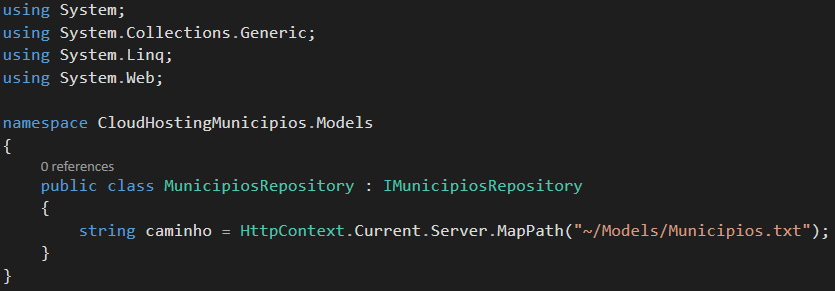 using System;
using System.Collections.Generic;
using System.Linq;
using System.Web;
namespace CloudHostingMunicipios.Models
{
0 references
public class MunicipiosRepository : IMunicipiosRepository
{
string caminho = HttpContext.Current.Server.MapPath("~/Models/Municipios.txt");
}
}